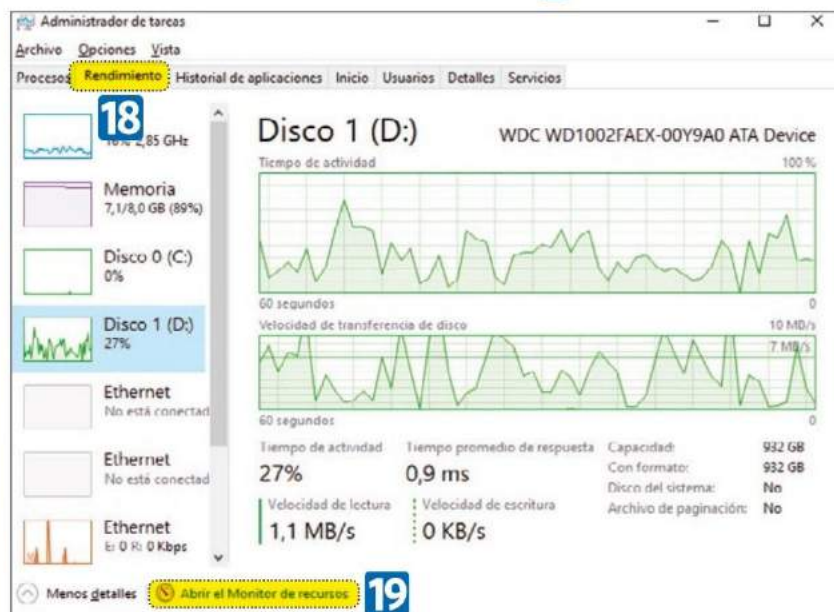 Administrador de tareas
Archivo Opciones Vista
Procesos Rendimiento Historial de aplicaciones Inicio Usuarios Detalles Servicios
18
16% 2,85 GHz
Memoria
7,1/8,0 GB (89%)
Disco 0 (C:)
0%
Disco 1 (D:)
27%
Ethernet
No está conectad
Ethernet
No está conectad
Ethernet
E: 0 R: 0 Kbps
Disco 1 (D:) WDC WD1002FAEX-00Y9A0 ATA Device
Tiempo de actividad 100 %
60 segundos 0
Velocidad de transferencia de disco 10 MB/s
7 MB/s
60 segundos 0
Tiempo de actividad Tiempo promedio de respuesta
27% 0,9 ms
Velocidad de lectura Velocidad de escritura
1,1 MB/s 0 KB/s
Capacidad: 932 GB
Con formato: 932 GB
Disco del sistema: No
Archivo de paginación: No
Menos detalles Abrir el Monitor de recursos 19